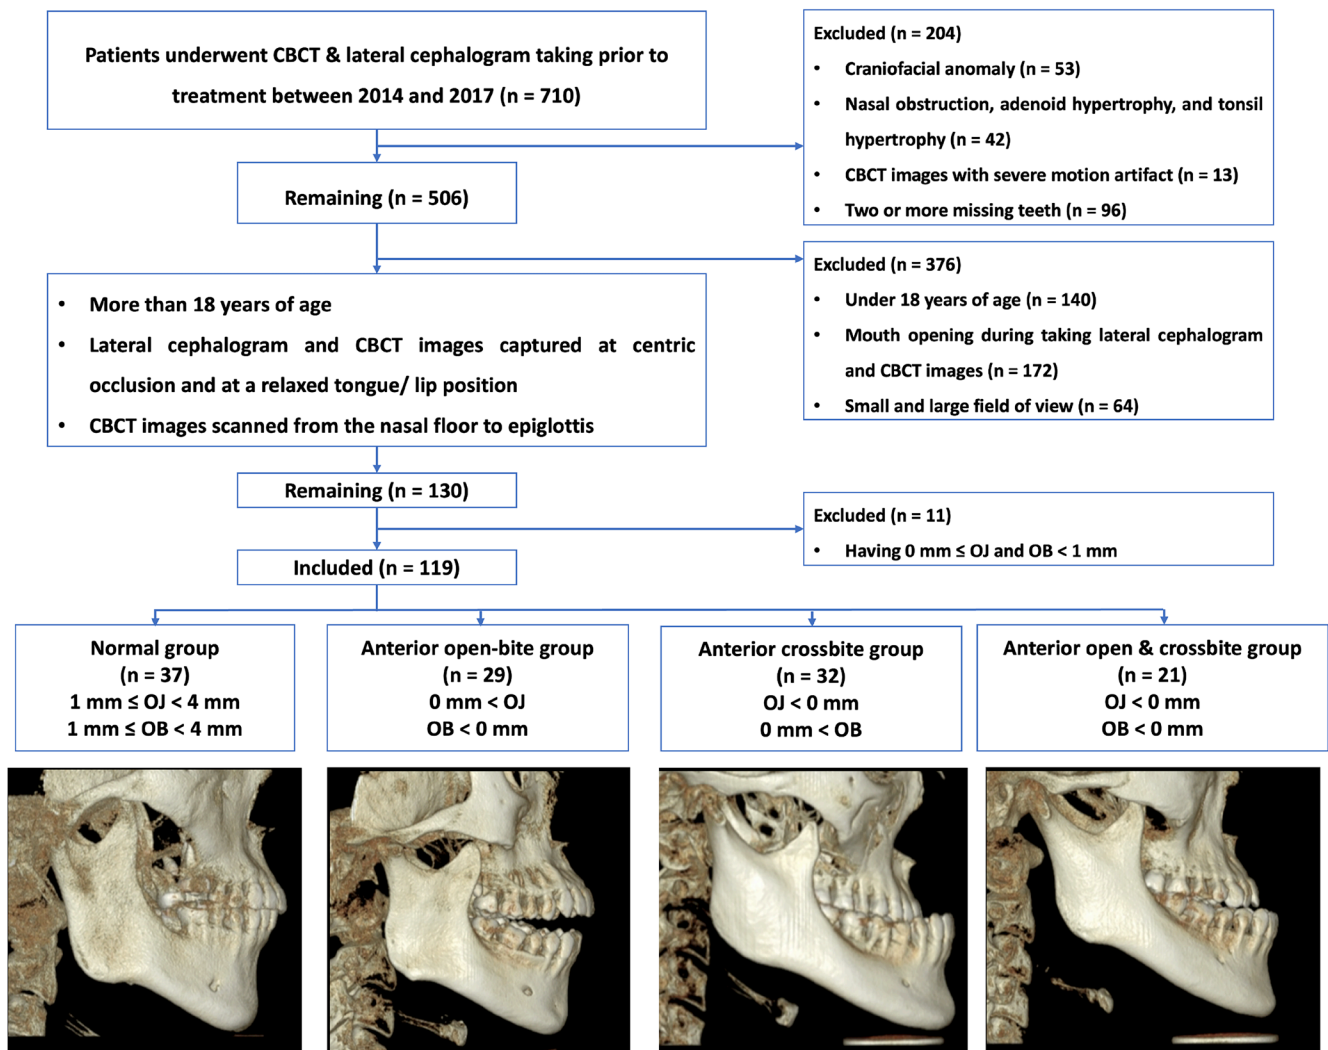 Patients underwent CBCT & lateral cephalogram taking prior to
treatment between 2014 and 2017 (n = 710)
Excluded (n = 204)
• Craniofacial anomaly (n = 53)
• Nasal obstruction, adenoid hypertrophy, and tonsil
hypertrophy (n = 42)
• CBCT images with severe motion artifact (n = 13)
• Two or more missing teeth (n = 96)
Remaining (n = 506)
Excluded (n = 376)
• Under 18 years of age (n = 140)
• Mouth opening during taking lateral cephalogram
and CBCT images (n = 172)
• Small and large field of view (n = 64)
• More than 18 years of age
• Lateral cephalogram and CBCT images captured at centric
occlusion and at a relaxed tongue/ lip position
• CBCT images scanned from the nasal floor to epiglottis
Remaining (n = 130)
Excluded (n = 11)
• Having 0 mm ≤ OJ and OB < 1 mm
Included (n = 119)
Normal group
(n = 37)
1 mm ≤ OJ < 4 mm
1 mm ≤ OB < 4 mm
Anterior open-bite group
(n = 29)
0 mm < OJ
OB < 0 mm
Anterior crossbite group
(n = 32)
OJ < 0 mm
0 mm < OB
Anterior open & crossbite group
(n = 21)
OJ < 0 mm
OB < 0 mm